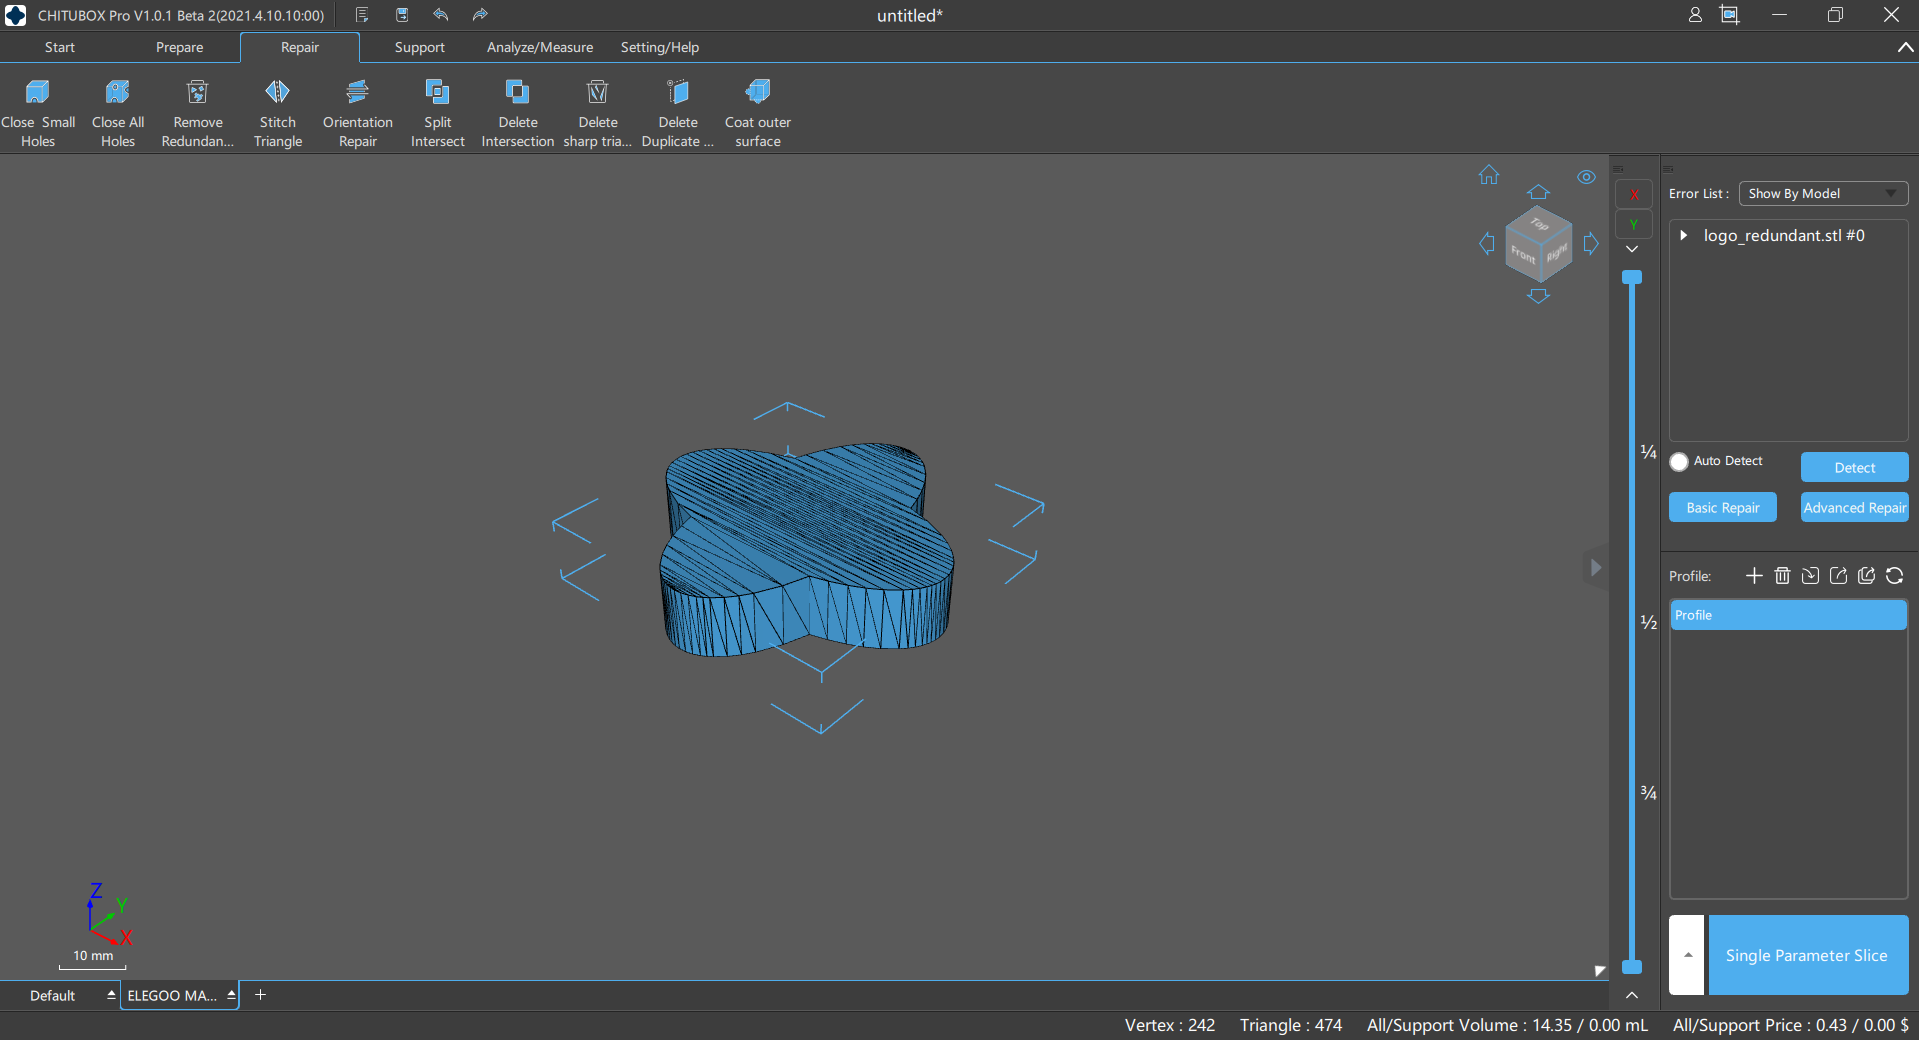 CHITUBOX Pro V1.0.1 Beta 2(2021.4.10.10:00)
untitled*
Start
Prepare
Repair
Support
Analyze/Measure
Setting/Help
Close Small
Holes
Close All
Holes
Remove
Redundan...
Stitch
Triangle
Orientation
Repair
Split
Intersect
Delete
Intersection
Delete
sharp tria...
Delete
Duplicate ...
Coat outer
surface
Top
Front
Right
X
Y
¼
½
¾
Error List :
Show By Model
logo_redundant.stl #0
Auto Detect
Detect
Basic Repair
Advanced Repair
Profile:
Profile
Single Parameter Slice
Z
Y
X
10 mm
Default
ELEGOO MA...
Vertex : 242
Triangle : 474
All/Support Volume : 14.35 / 0.00 mL
All/Support Price : 0.43 / 0.00 $